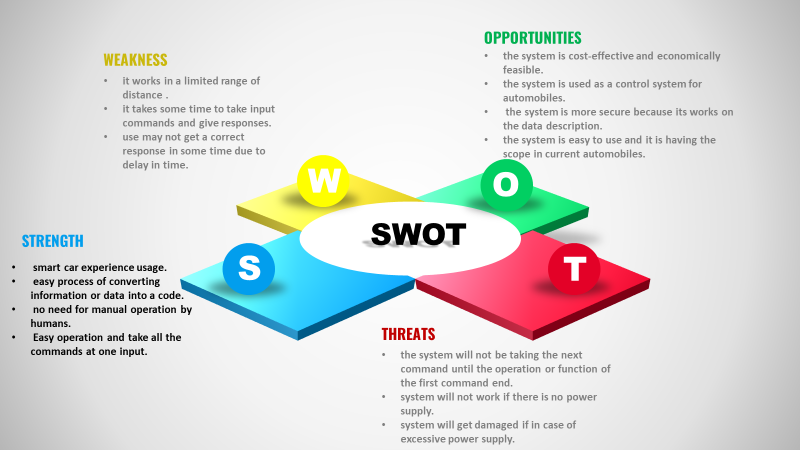 WEAKNESS
• it works in a limited range of
distance .
• it takes some time to take input
commands and give responses.
• use may not get a correct
response in some time due to
delay in time.
OPPORTUNITIES
• the system is cost-effective and economically
feasible.
• the system is used as a control system for
automobiles.
• the system is more secure because its works on
the data description.
• the system is easy to use and it is having the
scope in current automobiles.
W
O
SWOT
S
T
STRENGTH
• smart car experience usage.
• easy process of converting
information or data into a code.
• no need for manual operation by
humans.
• Easy operation and take all the
commands at one input.
THREATS
• the system will not be taking the next
command until the operation or function of
the first command end.
• system will not work if there is no power
supply.
• system will get damaged if in case of
excessive power supply.